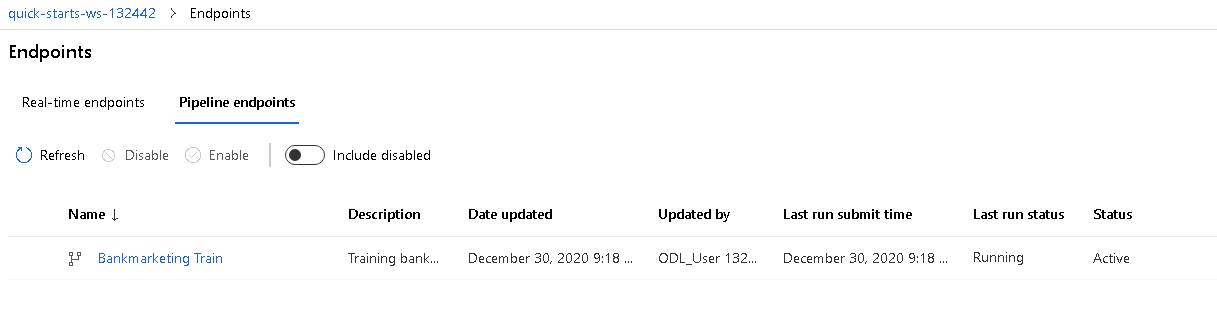 quick-starts-ws-132442 > Endpoints
Endpoints
Real-time endpoints Pipeline endpoints
Refresh Disable Enable Include disabled
Name ↓ Description Date updated Updated by Last run submit time Last run status Status
Bankmarketing Train Training bank... December 30, 2020 9:18 ... ODL_User 132... December 30, 2020 9:18 ... Running Active